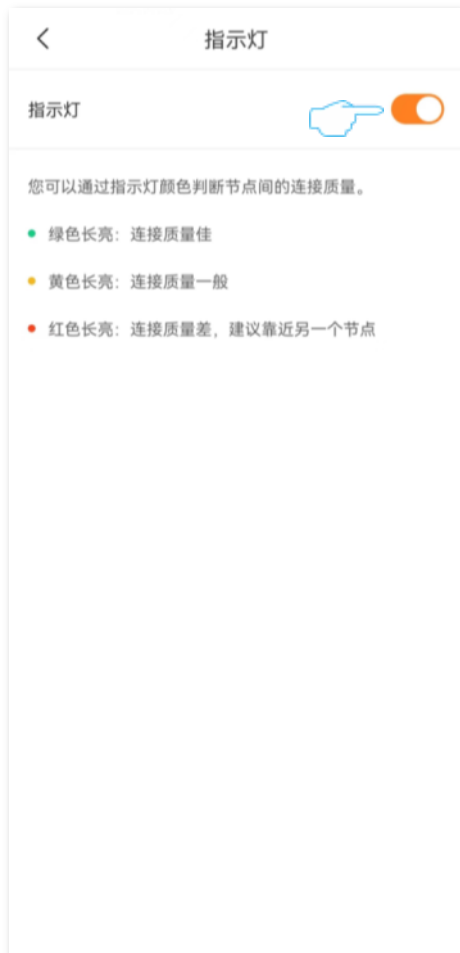 指示灯
指示灯
您可以通过指示灯颜色判断节点间的连接质量。
绿色长亮：连接质量佳
黄色长亮：连接质量一般
红色长亮：连接质量差，建议靠近另一个节点